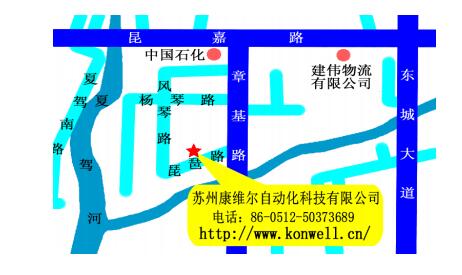 昆嘉路
中国石化
建伟物流
有限公司
夏驾南路
夏驾河
杨琴路
风琴路
琵琶路
章基路
东城大道
苏州康维尔自动化科技有限公司
电话：86-0512-50373689
http://www.konwell.cn/